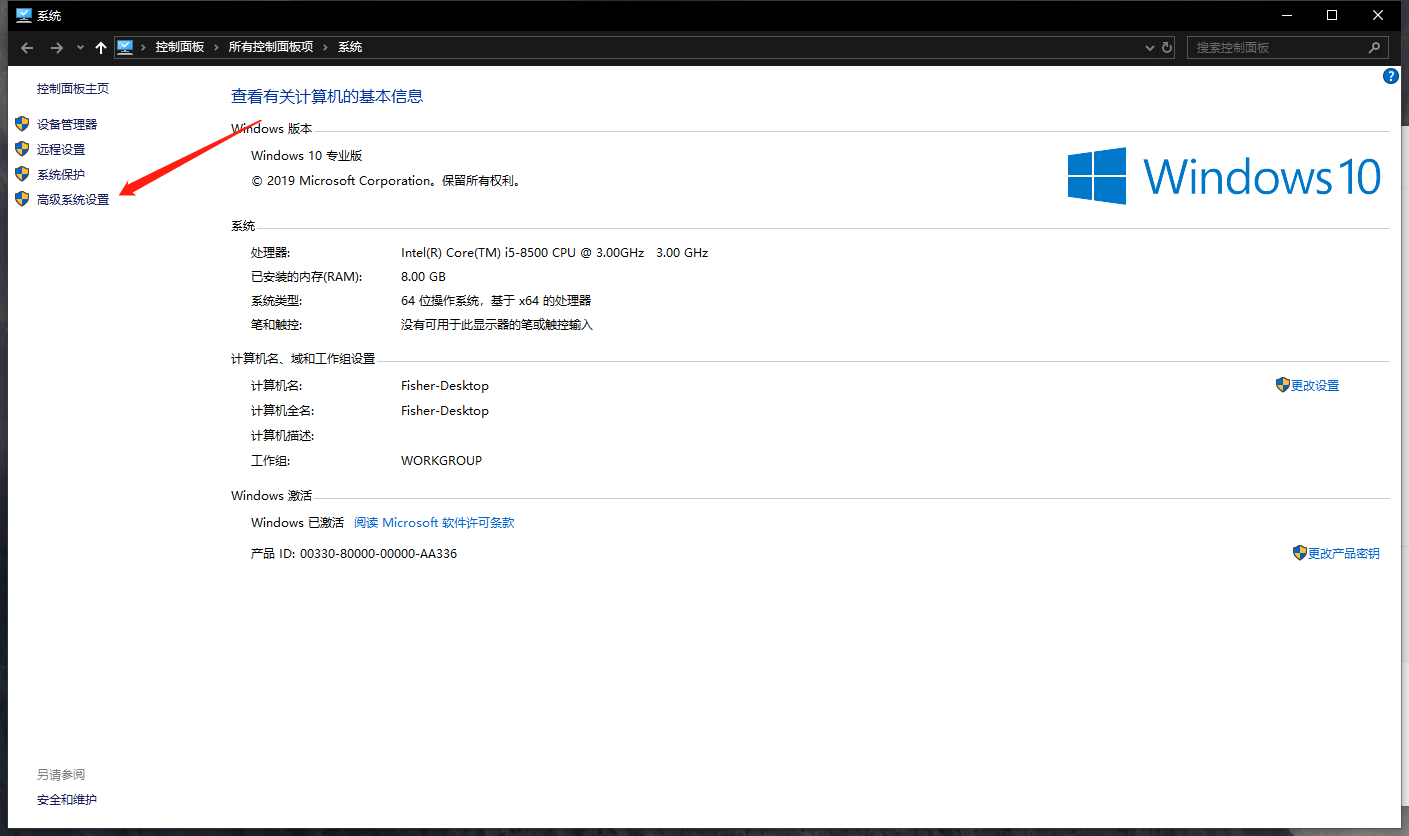 系统
控制面板 › 所有控制面板项 › 系统
搜索控制面板
控制面板主页
设备管理器
远程设置
系统保护
高级系统设置
?
查看有关计算机的基本信息
Windows 版本
Windows 10 专业版
© 2019 Microsoft Corporation。保留所有权利。
Windows 10
系统
处理器: Intel(R) Core(TM) i5-8500 CPU @ 3.00GHz 3.00 GHz
已安装的内存(RAM): 8.00 GB
系统类型: 64 位操作系统，基于 x64 的处理器
笔和触控: 没有可用于此显示器的笔或触控输入
计算机名、域和工作组设置
计算机名: Fisher-Desktop 更改设置
计算机全名: Fisher-Desktop
计算机描述:
工作组: WORKGROUP
Windows 激活
Windows 已激活 阅读 Microsoft 软件许可条款
产品 ID: 00330-80000-00000-AA336 更改产品密钥
另请参阅
安全和维护